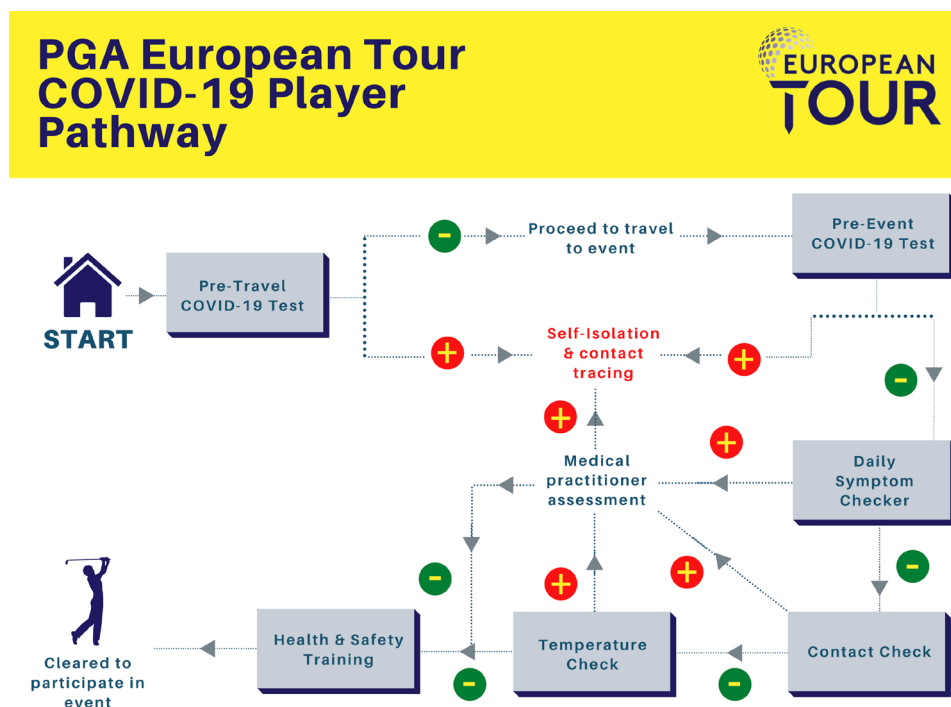 PGA European Tour
COVID-19 Player
Pathway
EUROPEAN
TOUR
START
Pre-Travel
COVID-19 Test
-
Proceed to travel
to event
Pre-Event
COVID-19 Test
+
Self-Isolation
& contact
tracing
+
-
+
+
Medical
practitioner
assessment
Daily
Symptom
Checker
-
+
+
-
Cleared to
participate in
event
Health & Safety
Training
-
Temperature
Check
-
Contact Check